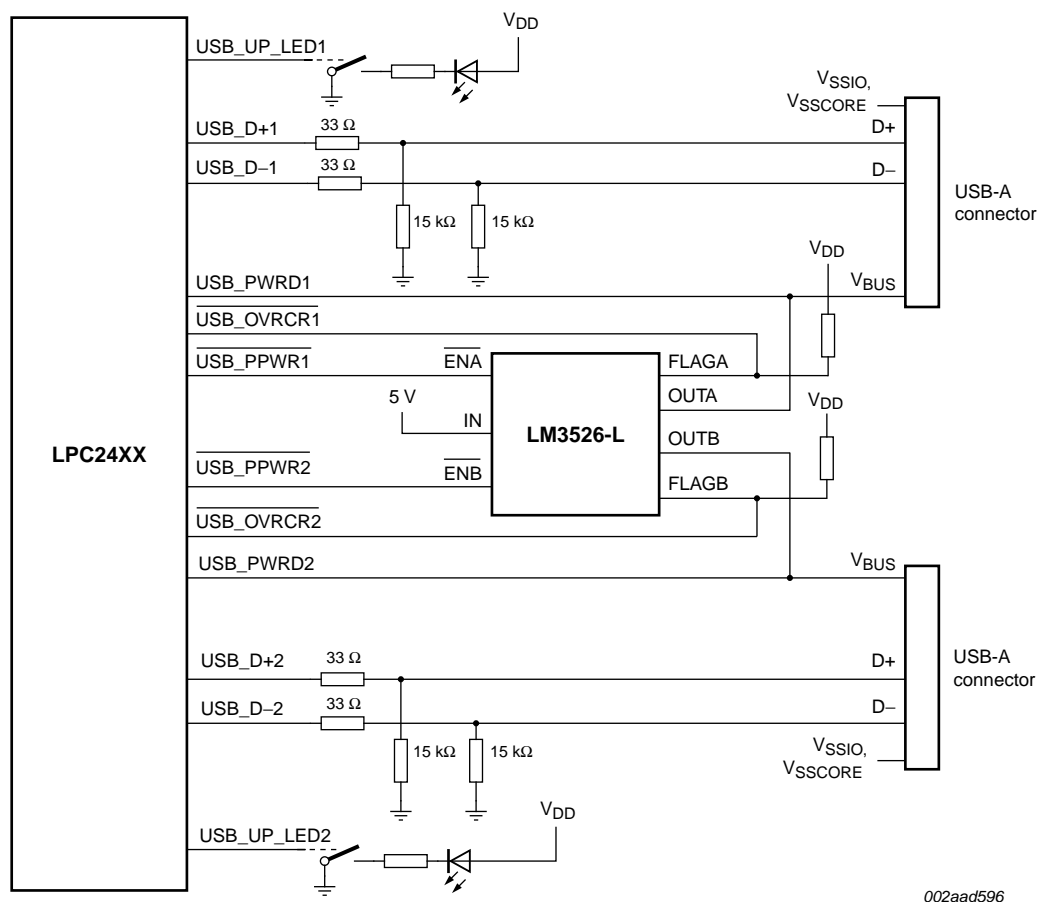 USB_UP_LED1
VDD
VSSIO,
VSSCORE
USB_D+1
33 Ω
D+
USB_D−1
33 Ω
D−
15 kΩ
15 kΩ
USB-A
connector
VDD
USB_PWRD1
VBUS
USB_OVRCR1
USB_PPWR1
ENA
FLAGA
5 V
OUTA
IN
LM3526-L
VDD
OUTB
LPC24XX
USB_PPWR2
ENB
FLAGB
USB_OVRCR2
USB_PWRD2
VBUS
USB_D+2
33 Ω
D+
USB-A
connector
USB_D−2
33 Ω
D−
15 kΩ
15 kΩ
VSSIO,
VSSCORE
USB_UP_LED2
VDD
002aad596